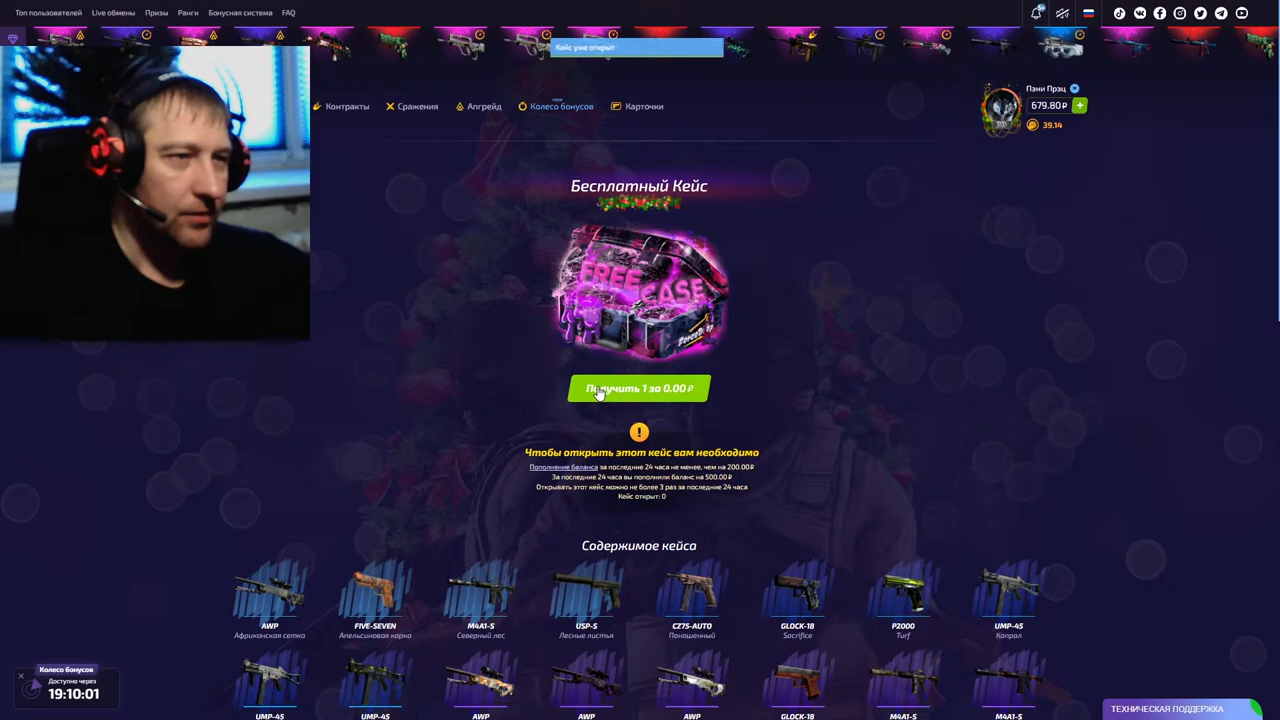 Топ пользователей
Live обмены
Призы
Ранги
Бонусная система
FAQ
5+
Кейс уже открыт
Контракты
Сражения
Апгрейд
new
Колесо бонусов
Карточки
Пэни Прэц
679.80₽
+
39.14
Бесплатный Кейс
FREE
CASE
Получить 1 за 0.00₽
!
Чтобы открыть этот кейс вам необходимо
Пополнение баланса за последние 24 часа не менее, чем на 200.00₽
За последние 24 часа вы пополнили баланс на 500.00₽
Открывать этот кейс можно не более 3 раз за последние 24 часа
Кейс открыт: 0
Содержимое кейса
AWP
Африканская сетка
FIVE-SEVEN
Апельсиновая корка
M4A1-S
Северный лес
USP-S
Лесные листья
CZ75-AUTO
Поношенный
GLOCK-18
Sacrifice
P2000
Turf
UMP-45
Капрал
UMP-45
UMP-45
AWP
AWP
AWP
GLOCK-18
M4A1-S
M4A1-S
Колесо бонусов
Доступно через
19:10:01
ТЕХНИЧЕСКАЯ ПОДДЕРЖКА